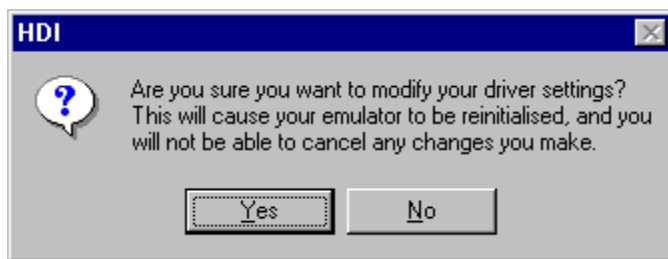 HDI
Are you sure you want to modify your driver settings?
This will cause your emulator to be reinitialised, and you
will not be able to cancel any changes you make.
Yes No